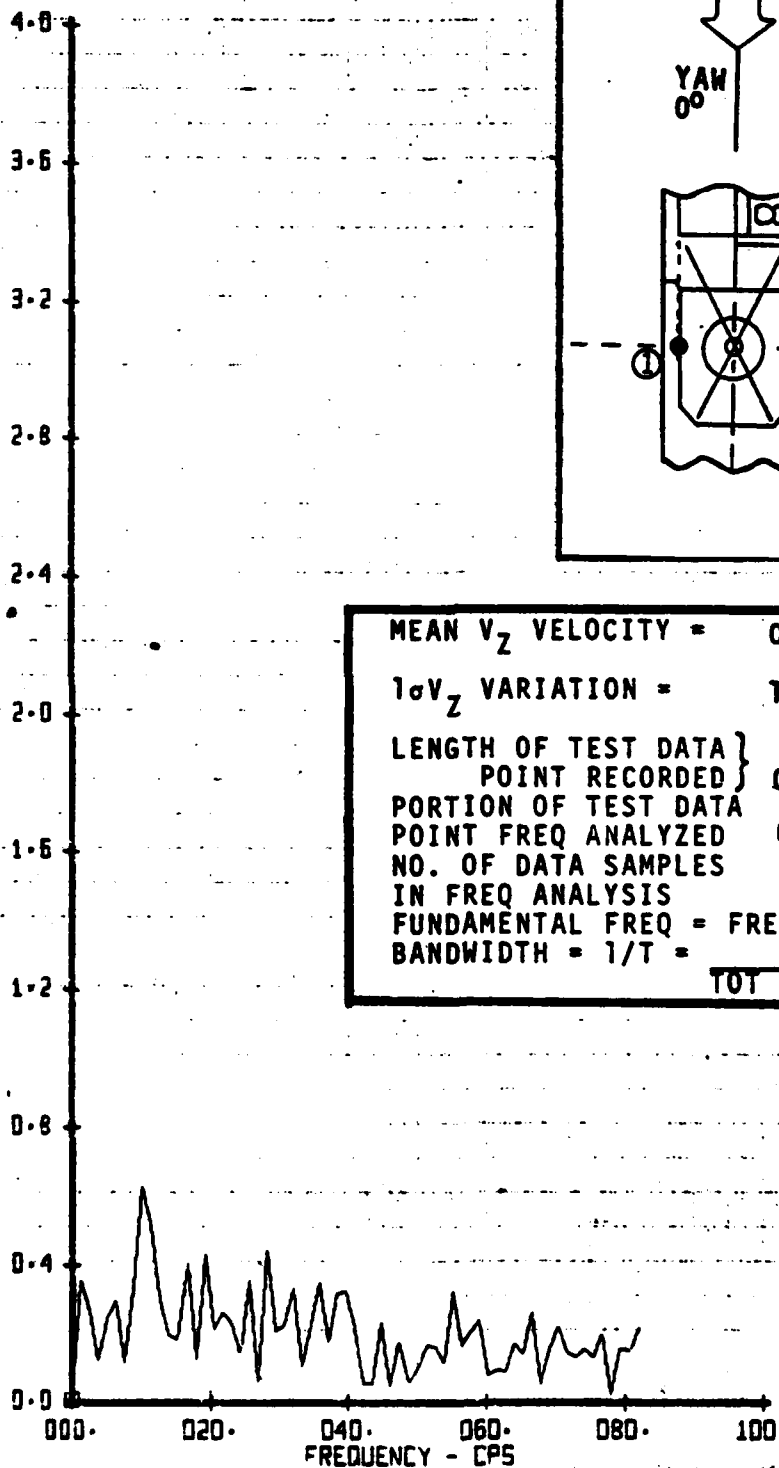 4.0
3.6
3.2
2.8
2.4
2.0
1.6
1.2
0.8
0.4
0.0
000. 020. 040. 060. 080. 100
FREQUENCY - CPS
YAW
0°
1
MEAN VZ VELOCITY =
1σVZ VARIATION =
LENGTH OF TEST DATA }
POINT RECORDED }
PORTION OF TEST DATA
POINT FREQ ANALYZED
NO. OF DATA SAMPLES
IN FREQ ANALYSIS
FUNDAMENTAL FREQ = FRE
BANDWIDTH = 1/T =
TOT